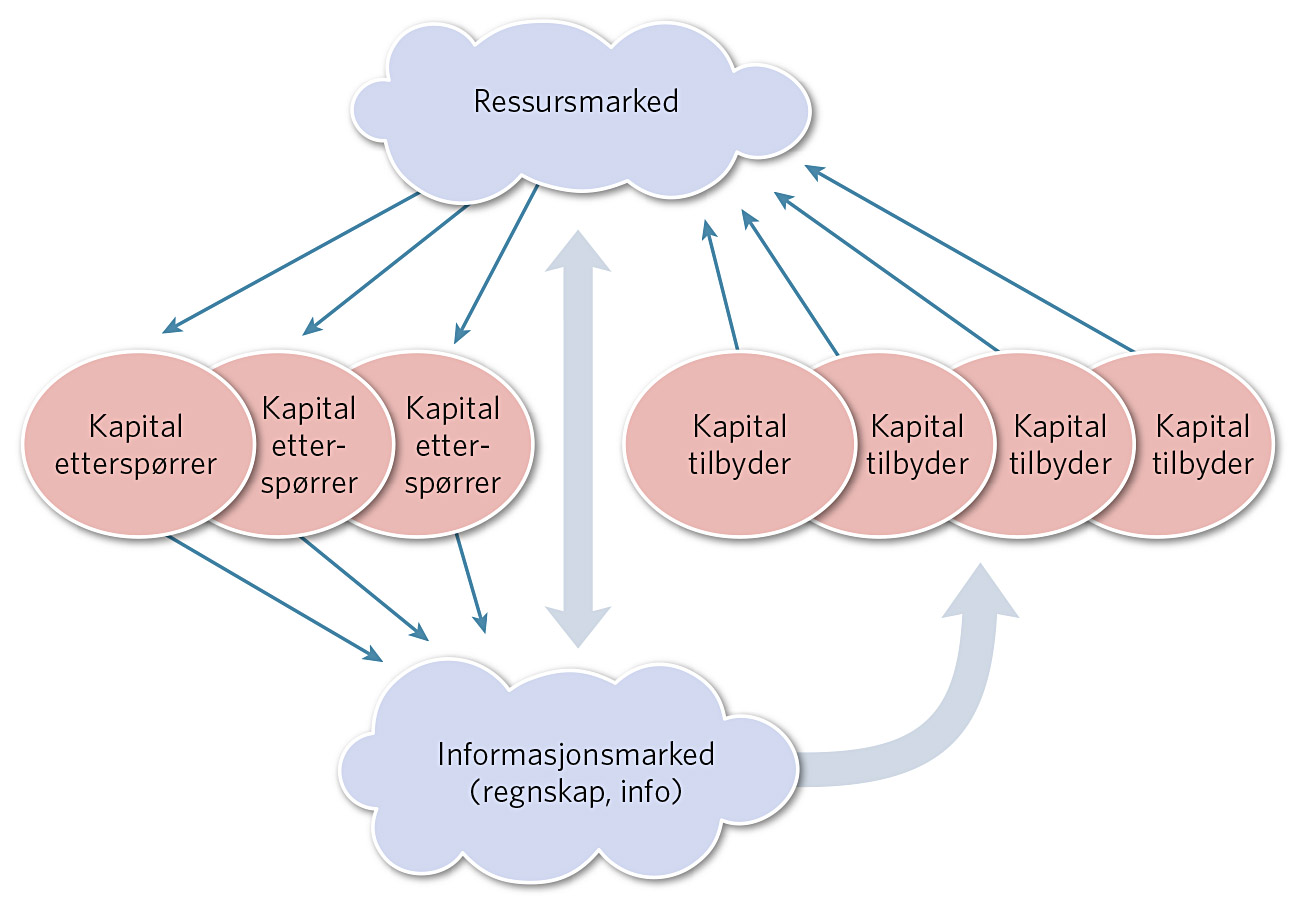 Ressursmarked
Kapital
etterspørrer
Kapital
etter-
spørrer
Kapital
etter-
spørrer
Kapital
tilbyder
Kapital
tilbyder
Kapital
tilbyder
Kapital
tilbyder
Informasjonsmarked
(regnskap, info)